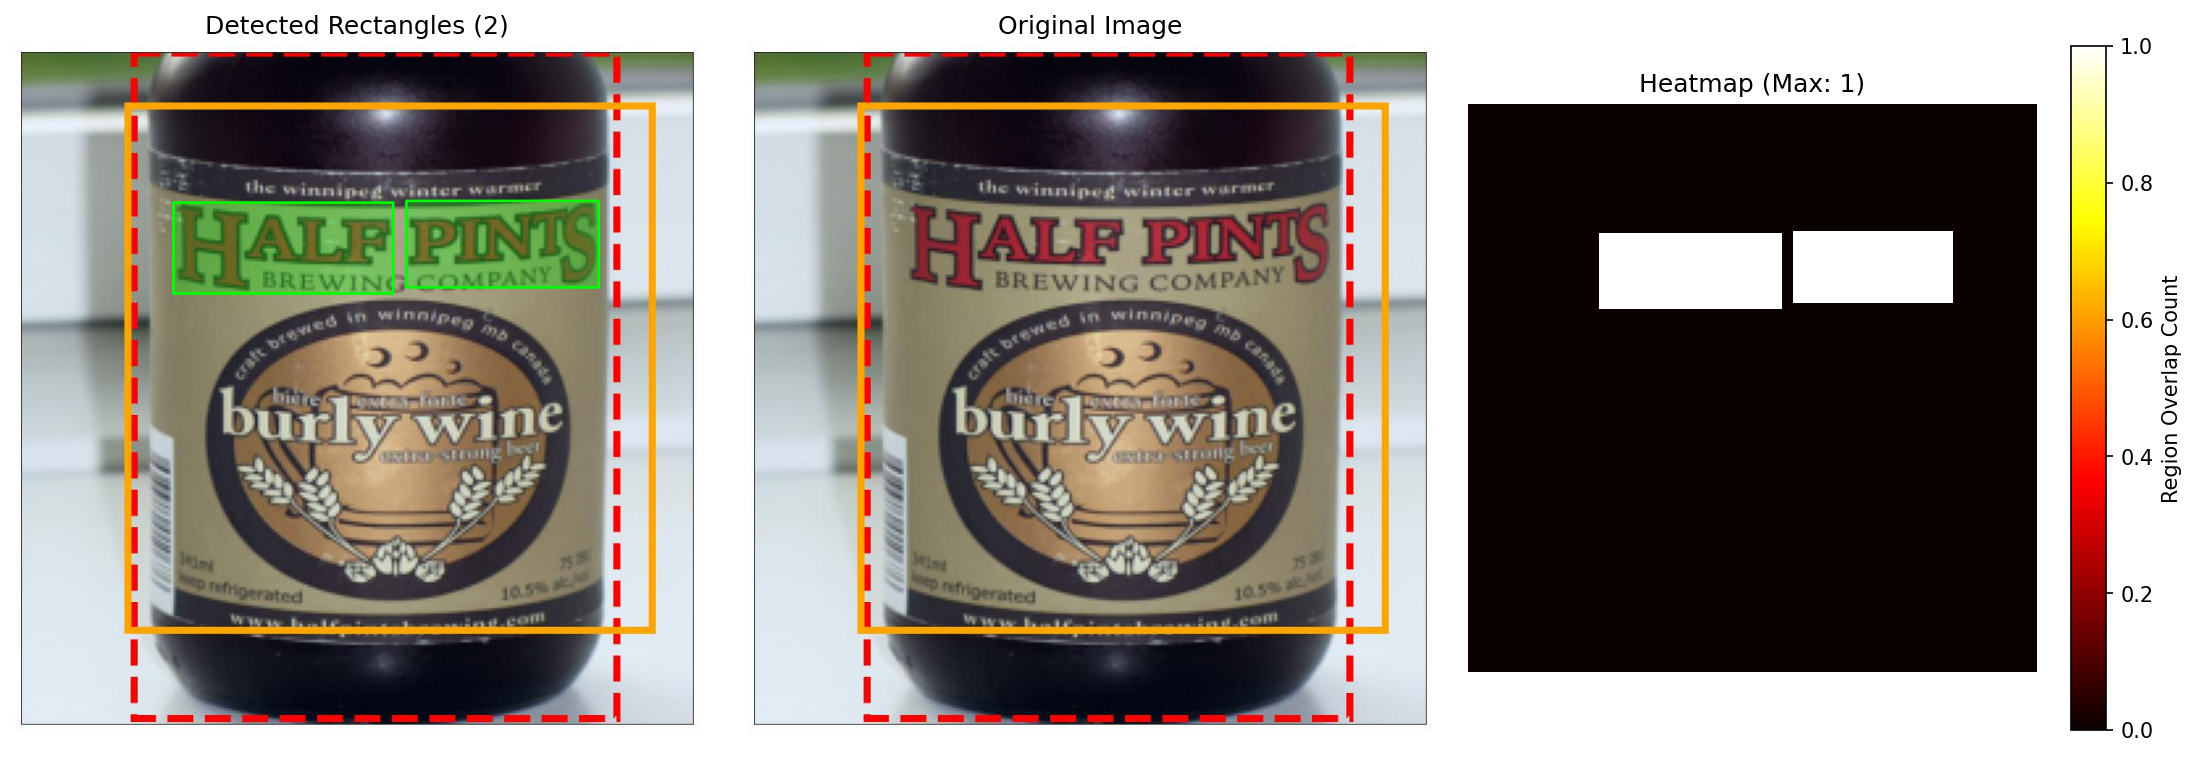 Detected Rectangles (2)
the winnipeg winter warmer
HALF PINTS
BREWING COMPANY
craft brewed in winnipeg mb canada
bière extra-forte
burly wine
extra-strong beer
341ml
keep refrigerated
75 IBU
10.5% alc/vol
www.halfpintsbrewing.com
Original Image
the winnipeg winter warmer
HALF PINTS
BREWING COMPANY
craft brewed in winnipeg mb canada
bière extra-forte
burly wine
extra-strong beer
341ml
keep refrigerated
75 IBU
10.5% alc/vol
www.halfpintsbrewing.com
Heatmap (Max: 1)
1.0
0.8
0.6
0.4
0.2
0.0
Region Overlap Count